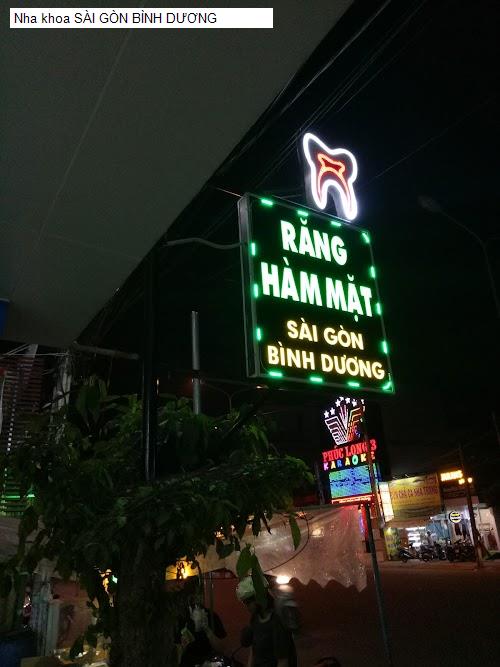 Nha khoa SÀI GÒN BÌNH DƯƠNG
RĂNG
HÀM MẶT
SÀI GÒN
BÌNH DƯƠNG
PHÚC LONG 3
KARAOKE